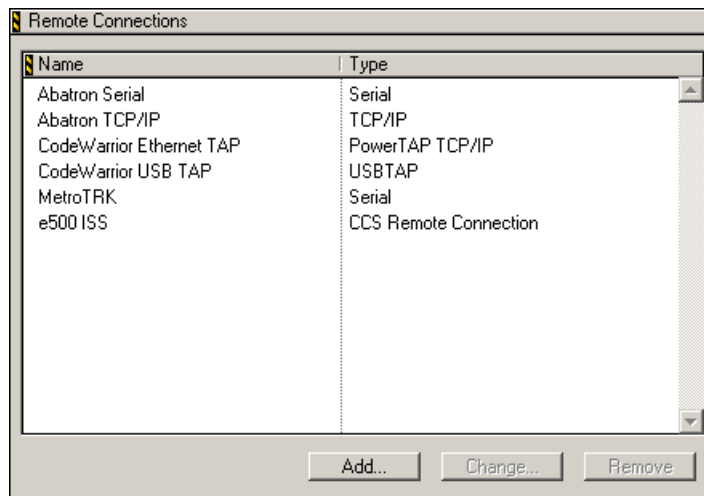 Remote Connections
Name Type
Abatron Serial Serial
Abatron TCP/IP TCP/IP
CodeWarrior Ethernet TAP PowerTAP TCP/IP
CodeWarrior USB TAP USBTAP
MetroTRK Serial
e500 ISS CCS Remote Connection
Add... Change... Remove